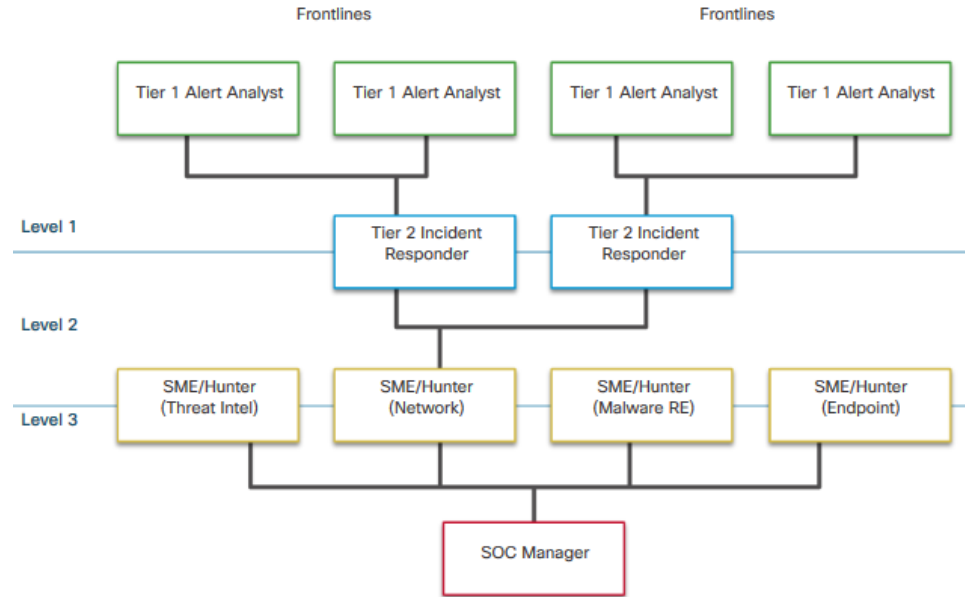 Frontlines
Frontlines
Tier 1 Alert Analyst
Tier 1 Alert Analyst
Tier 1 Alert Analyst
Tier 1 Alert Analyst
Level 1
Tier 2 Incident
Responder
Tier 2 Incident
Responder
Level 2
SME/Hunter
(Threat Intel)
SME/Hunter
(Network)
SME/Hunter
(Malware RE)
SME/Hunter
(Endpoint)
Level 3
SOC Manager